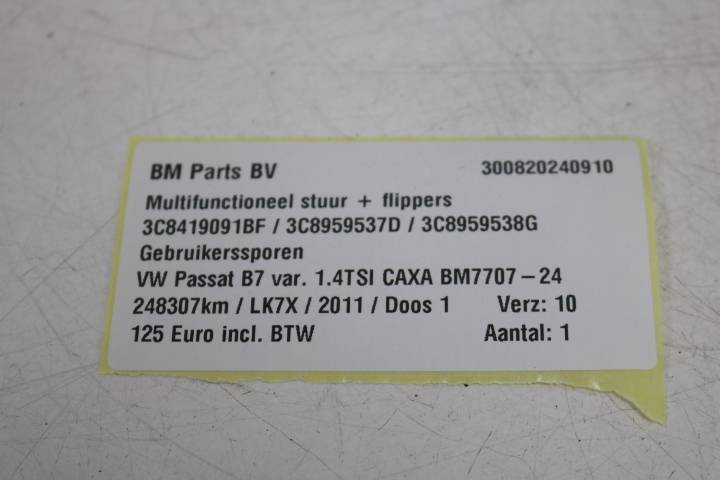 BM Parts BV 300820240910
Multifunctioneel stuur + flippers
3C8419091BF / 3C8959537D / 3C8959538G
Gebruikerssporen
VW Passat B7 var. 1.4TSI CAXA BM7707-24
248307km / LK7X / 2011 / Doos 1 Verz: 10
125 Euro incl. BTW Aantal: 1